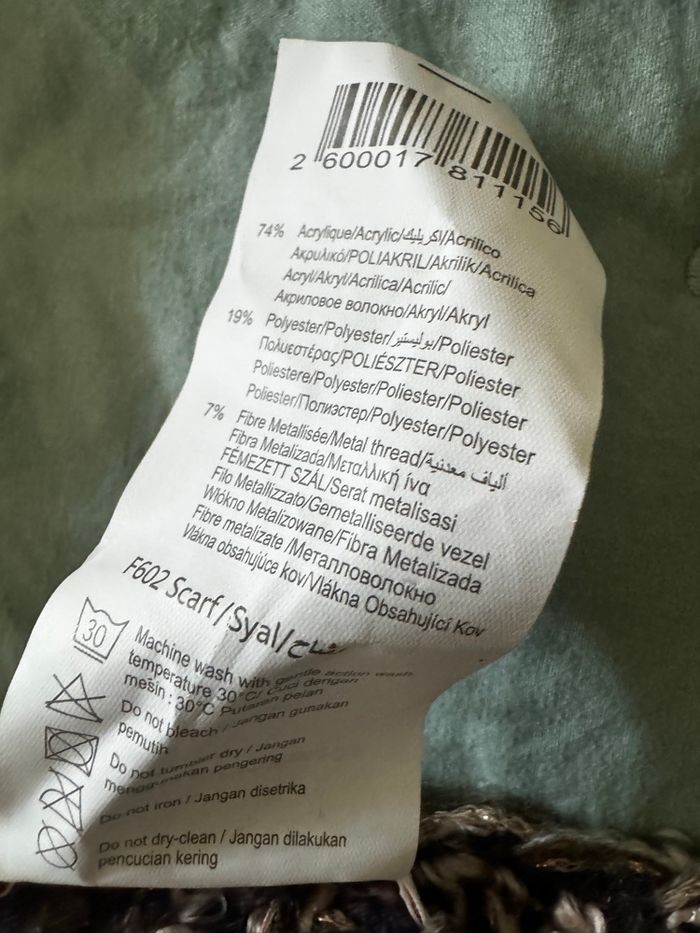 2 600017 811156
74% Acrylique/Acrylic/اكريليك/Acrílico
Ακρυλικό/POLIAKRIL/Akrilik/Acrilica
Acryl/Akryl/Acrílica/Acrilic/
Акриловое волокно/Akryl/Akryl
19% Polyester/Polyester/بوليستير/Poliester
Πολυεστέρας/POLIÉSZTER/Poliester
Poliestere/Polyester/Poliester/Poliester
Poliester/Полиэстер/Polyester/Polyester
7% Fibre Metallisée/Metal thread/ألياف معدنية
Fibra Metalizada/Μεταλλική ίνα
FÉMEZETT SZÁL/Serat metalisasi
Filo Metallizzato/Gemetalliseerde vezel
Włókno Metalizowane/Fibra Metalizada
Fibre metalizate /Металловолокно
Vlákna obsahujúce kov/Vlákna Obsahující Kov
F602 Scarf/Syal/
30
Machine wash with gentle action wash
temperature 30°C/ Cuci dengan
mesin : 30°C Putaran pelan
Do not bleach / Jangan gunakan
pemutih
Do not tumbler dry / Jangan
menggunakan pengering
Do not iron / Jangan disetrika
Do not dry-clean / Jangan dilakukan
pencucian kering